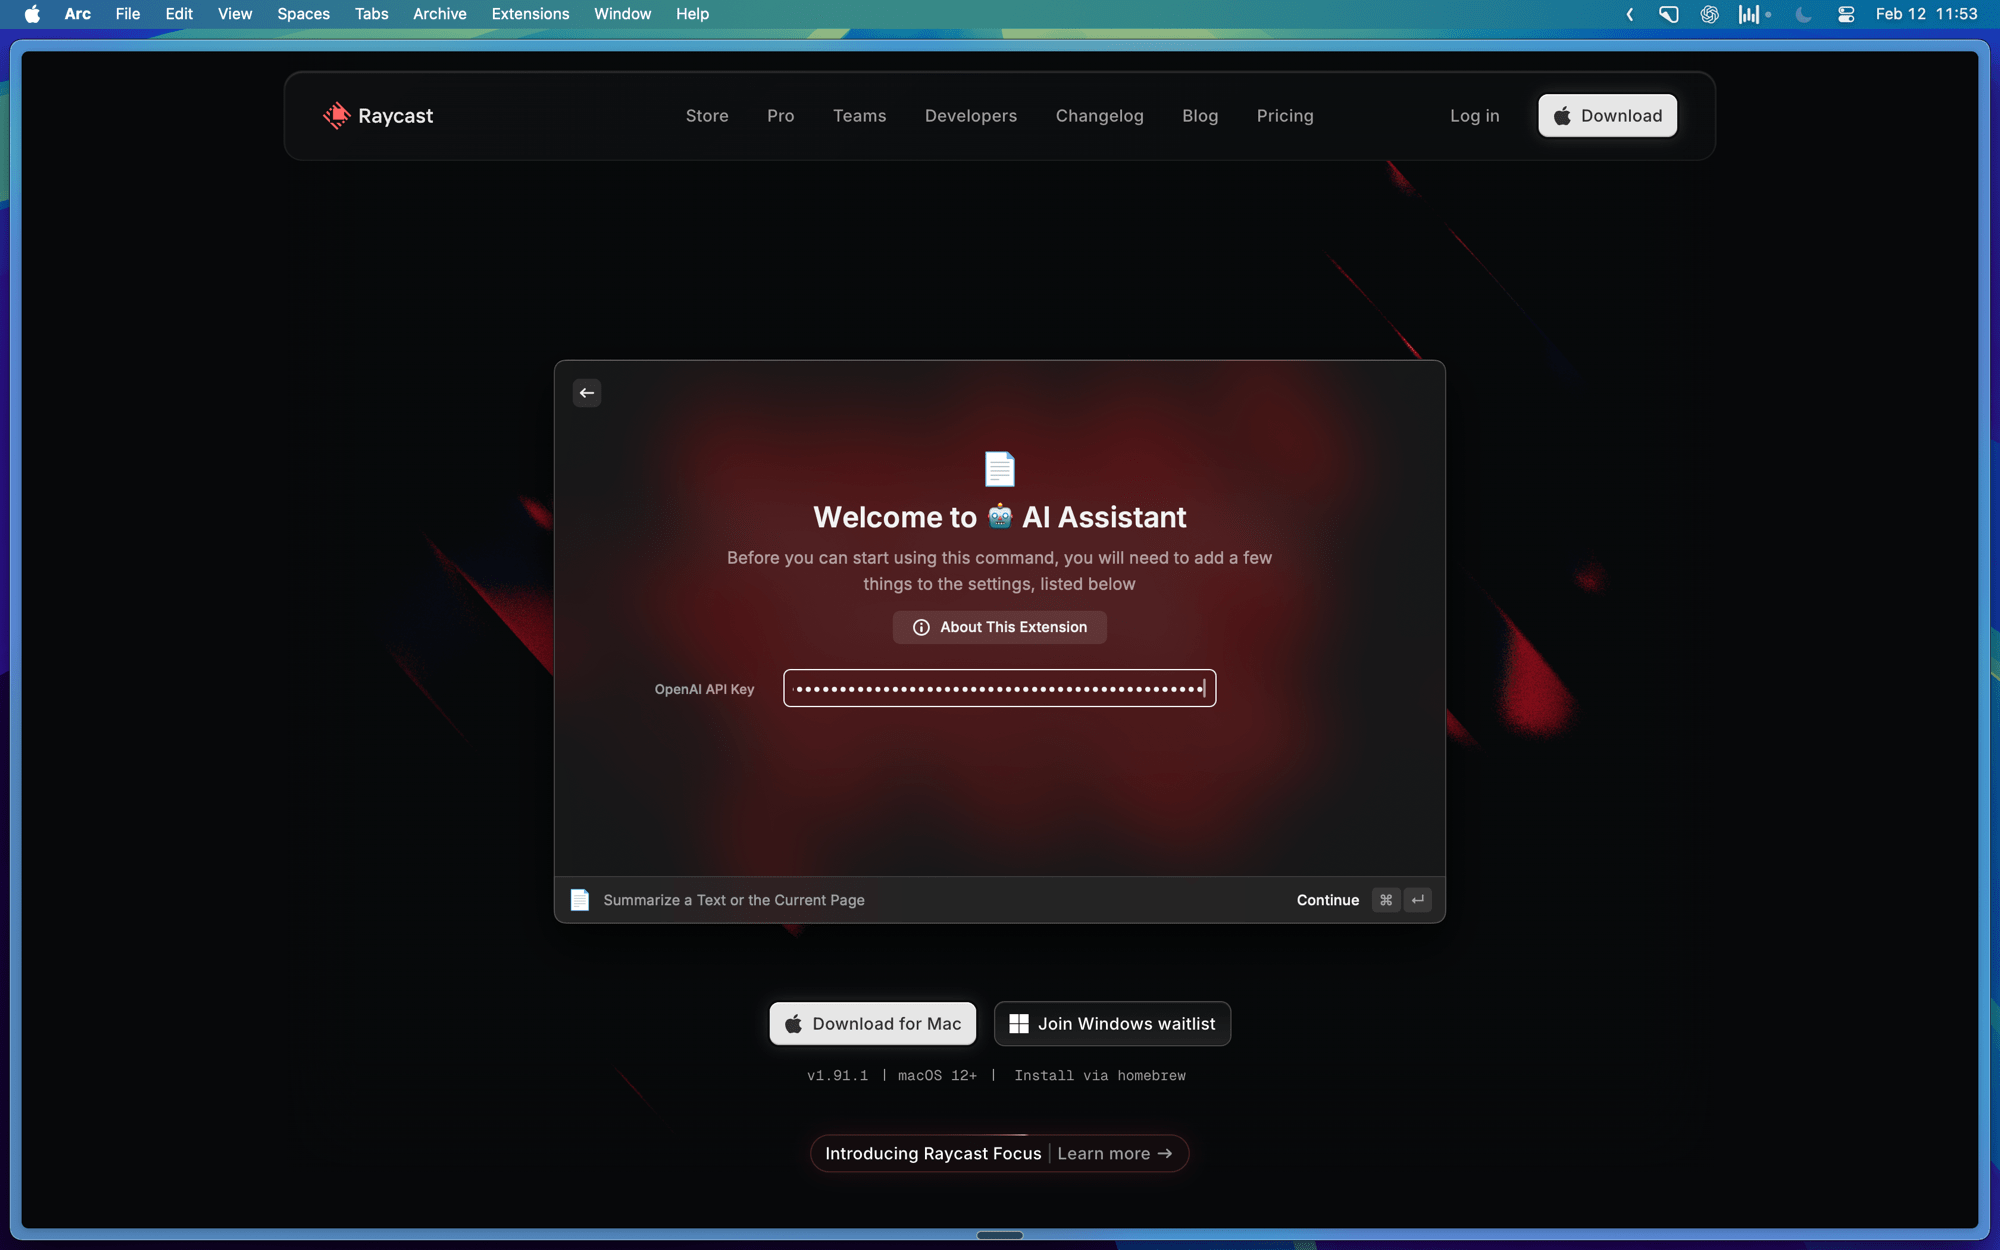 Arc File Edit View Spaces Tabs Archive Extensions Window Help Feb 12 11:53
Raycast Store Pro Teams Developers Changelog Blog Pricing Log in Download
Welcome to AI Assistant
Before you can start using this command, you will need to add a few
things to the settings, listed below
About This Extension
OpenAI API Key
Summarize a Text or the Current Page Continue ⌘ ↵
Download for Mac Join Windows waitlist
v1.91.1 | macOS 12+ | Install via homebrew
Introducing Raycast Focus | Learn more →